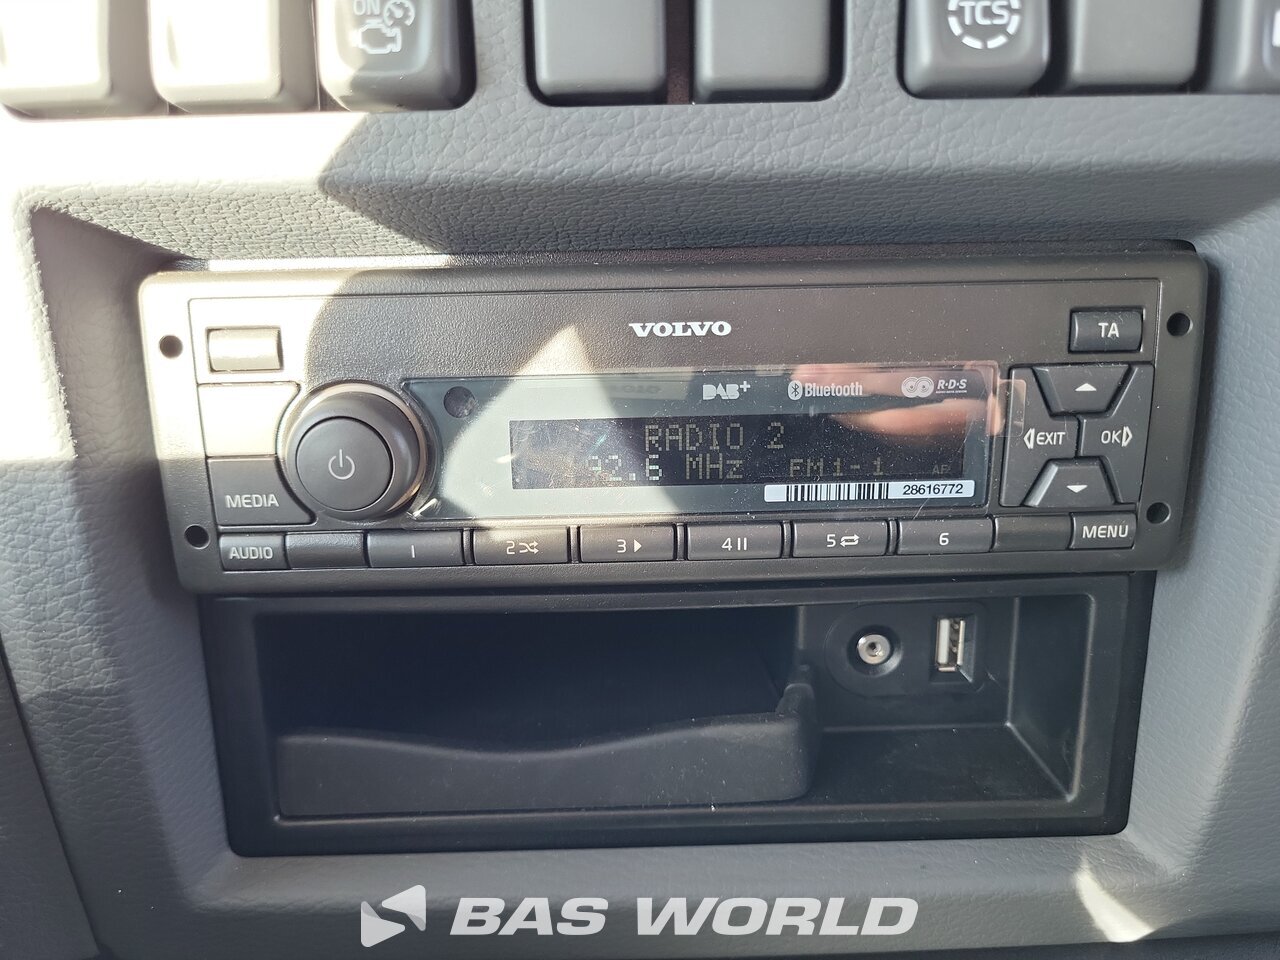 ON
TCS
VOLVO
TA
DAB+
Bluetooth
R·D·S
RADIO 2
92.6 MHz FM1-1 AF
28616772
EXIT
OK
MEDIA
AUDIO
1
2
3
4
5
6
MENU
BAS WORLD